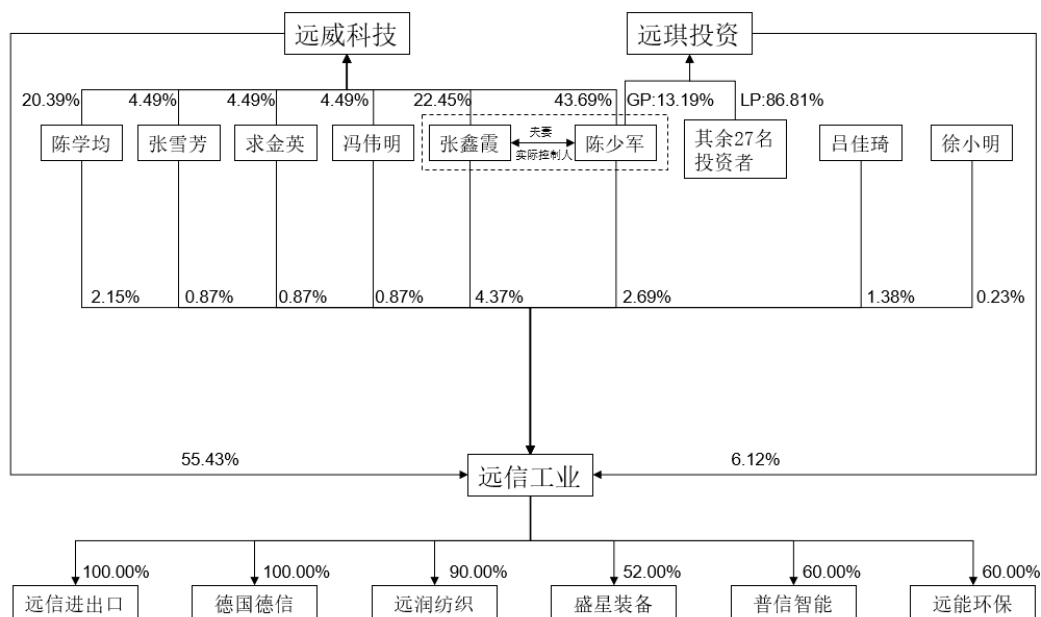 远威科技
远琪投资
20.39%
4.49%
4.49%
4.49%
22.45%
43.69%
GP:13.19%
LP:86.81%
陈学均
张雪芳
求金英
冯伟明
张鑫霞
夫妻
实际控制人
陈少军
其余27名
投资者
吕佳琦
徐小明
2.15%
0.87%
0.87%
0.87%
4.37%
2.69%
1.38%
0.23%
55.43%
远信工业
6.12%
100.00%
100.00%
90.00%
52.00%
60.00%
60.00%
远信进出口
德国德信
远润纺织
盛星装备
普信智能
远能环保